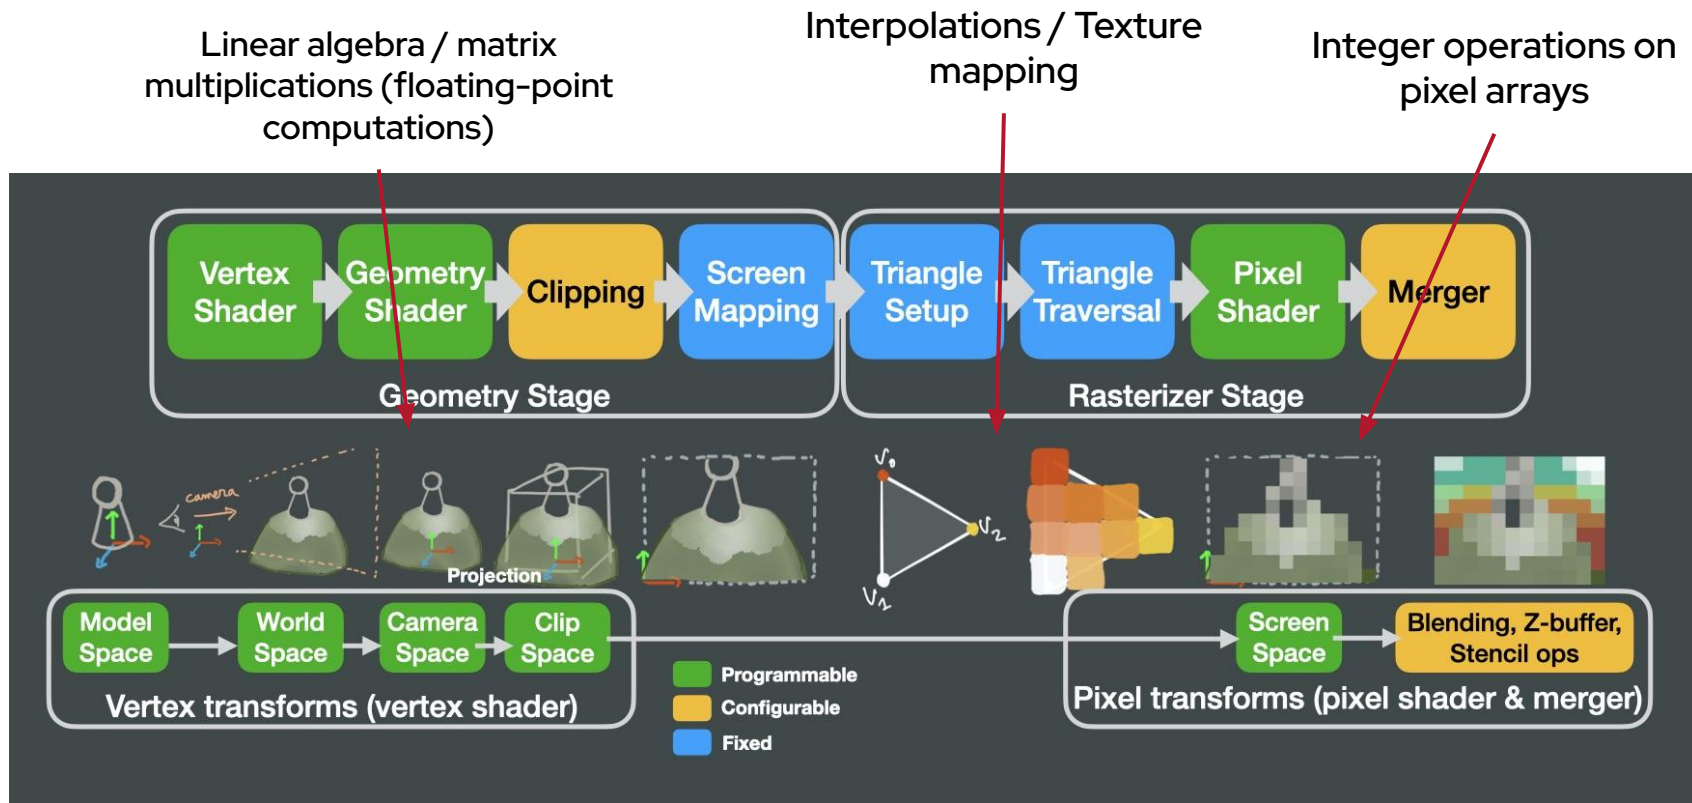 Linear algebra / matrix
multiplications (floating-point
computations)
Interpolations / Texture
mapping
Integer operations on
pixel arrays
Vertex
Shader
Geometry
Shader
Clipping
Screen
Mapping
Triangle
Setup
Triangle
Traversal
Pixel
Shader
Merger
Geometry Stage
Rasterizer Stage
camera
Projection
V0
V2
V1
Model
Space
World
Space
Camera
Space
Clip
Space
Vertex transforms (vertex shader)
Programmable
Configurable
Fixed
Screen
Space
Blending, Z-buffer,
Stencil ops
Pixel transforms (pixel shader & merger)